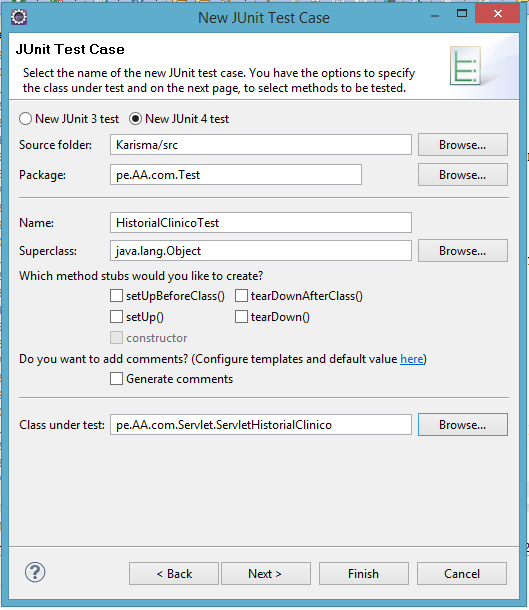 New JUnit Test Case
JUnit Test Case
Select the name of the new JUnit test case. You have the options to specify
the class under test and on the next page, to select methods to be tested.
New JUnit 3 test New JUnit 4 test
Source folder: Karisma/src Browse...
Package: pe.AA.com.Test Browse...
Name: HistorialClinicoTest
Superclass: java.lang.Object Browse...
Which method stubs would you like to create?
setUpBeforeClass() tearDownAfterClass()
setUp() tearDown()
constructor
Do you want to add comments? (Configure templates and default value here)
Generate comments
Class under test: pe.AA.com.Servlet.ServletHistorialClinico Browse...
? < Back Next > Finish Cancel